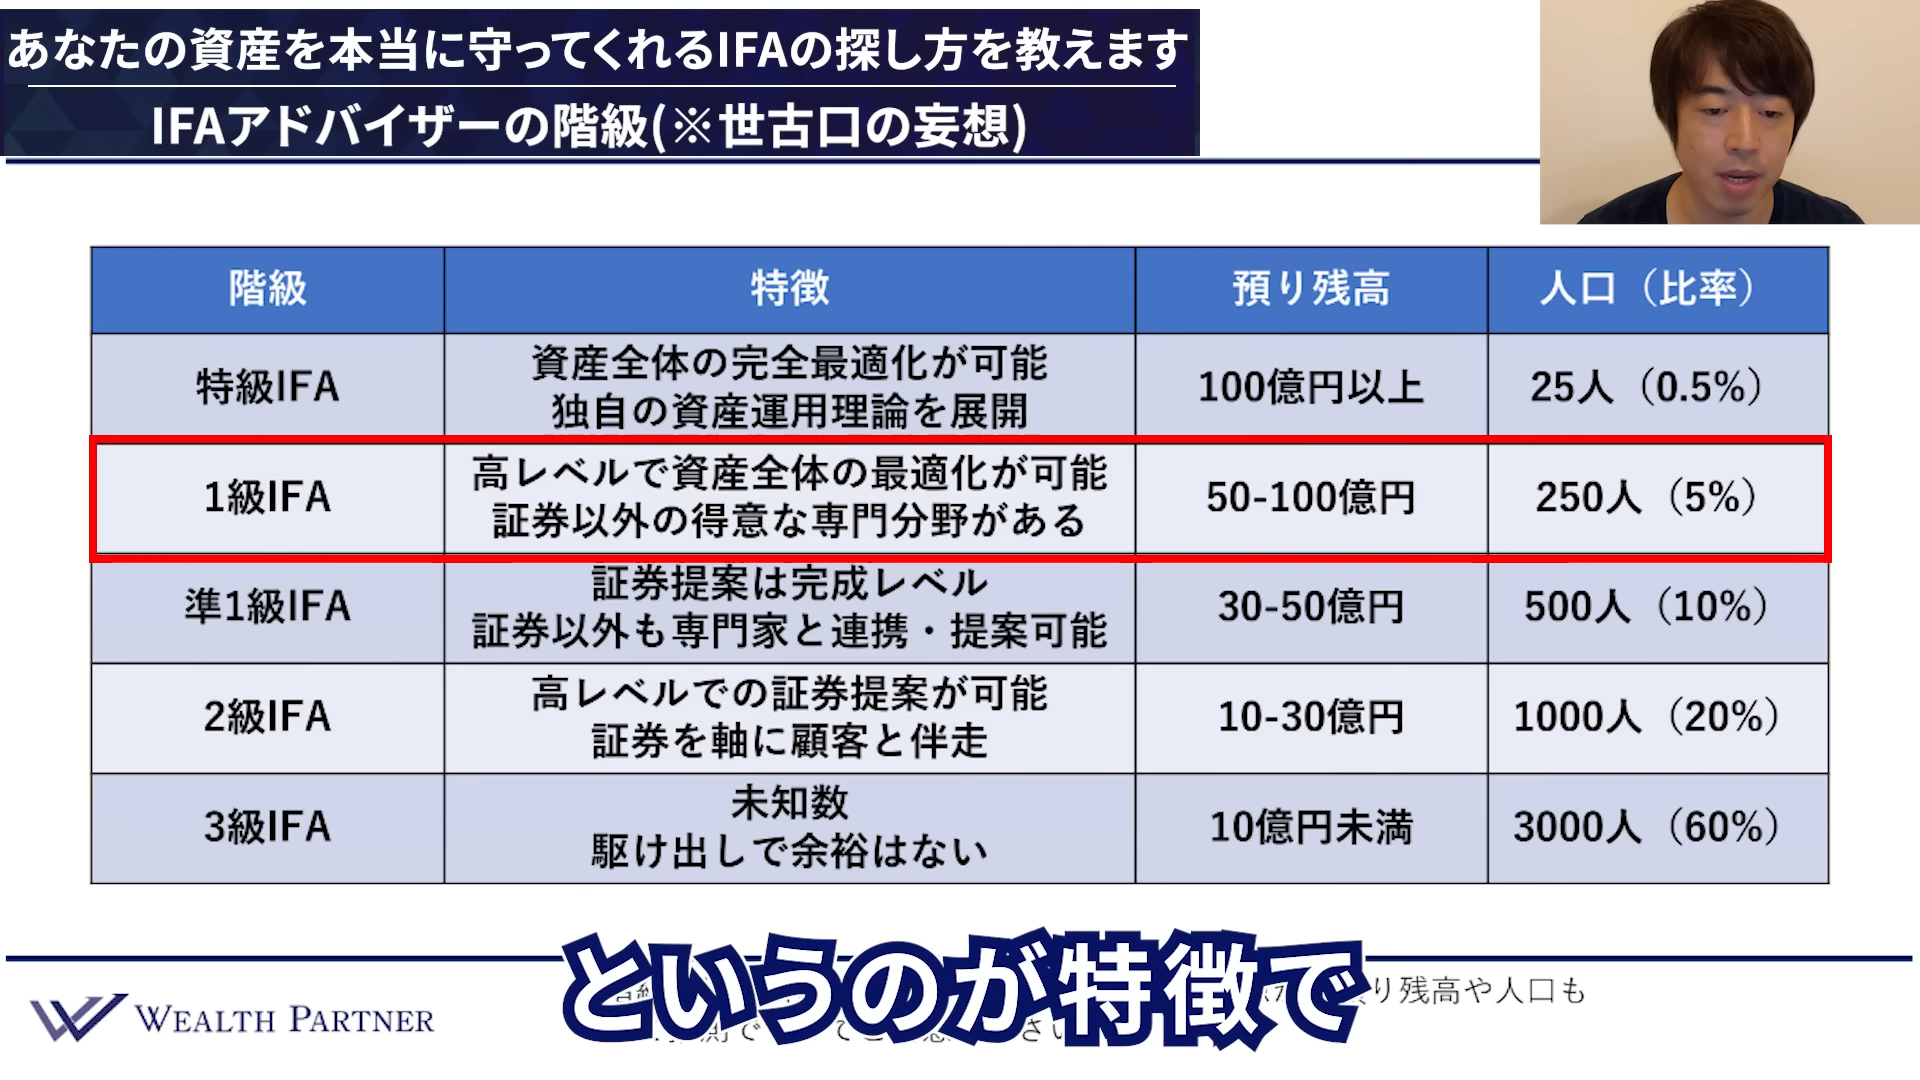 あなたの資産を本当に守ってくれるIFAの探し方を教えます
IFAアドバイザーの階級(※世古口の妄想)
階級 特徴 預り残高 人口（比率）
特級IFA 資産全体の完全最適化が可能 100億円以上 25人（0.5%）
独自の資産運用理論を展開
1級IFA 高レベルで資産全体の最適化が可能 50-100億円 250人（5%）
証券以外の得意な専門分野がある
準1級IFA 証券提案は完成レベル 30-50億円 500人（10%）
証券以外も専門家と連携・提案可能
2級IFA 高レベルでの証券提案が可能 10-30億円 1000人（20%）
証券を軸に顧客と伴走
3級IFA 未知数 10億円未満 3000人（60%）
駆け出しで余裕はない
というのが特徴で
り残高や人口も
WEALTH PARTNER